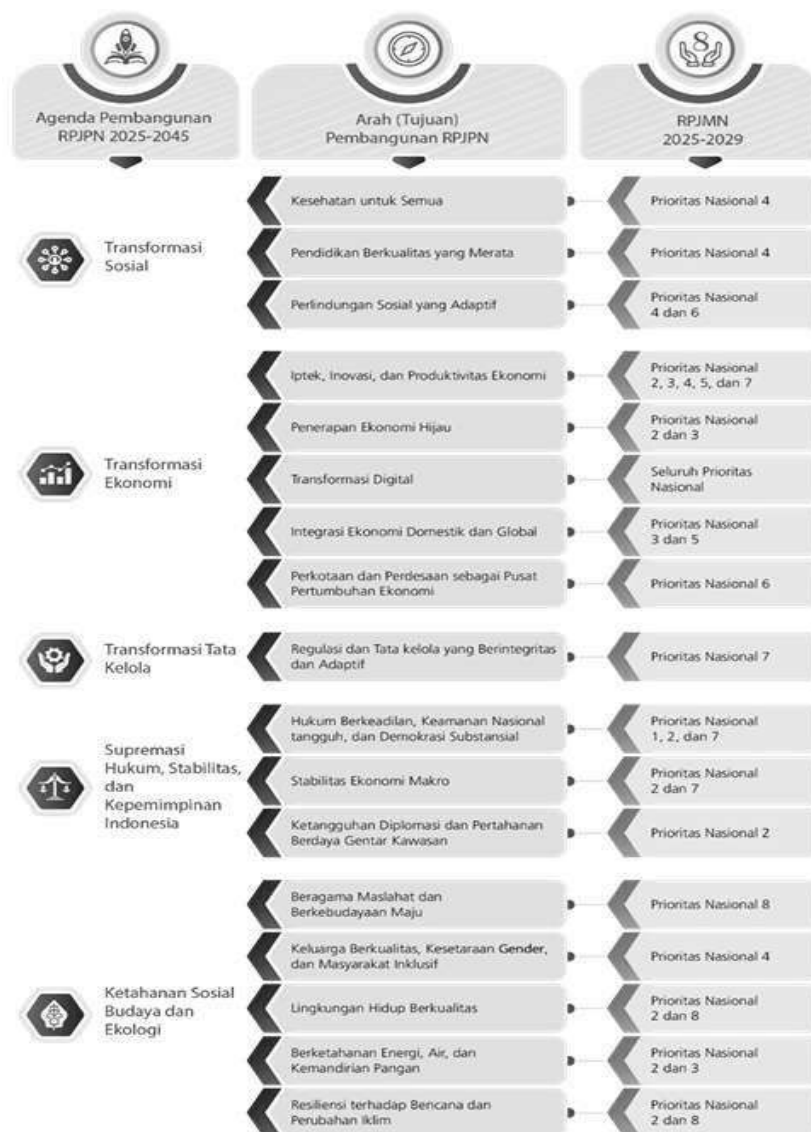 8
Agenda Pembangunan
RPJPN 2025-2045
Arah (Tujuan)
Pembangunan RPJPN
RPJMN
2025-2029
Transformasi
Sosial
Kesehatan untuk Semua
Prioritas Nasional 4
Pendidikan Berkualitas yang Merata
Prioritas Nasional 4
Perlindungan Sosial yang Adaptif
Prioritas Nasional
4 dan 6
Transformasi
Ekonomi
Iptek, Inovasi, dan Produktivitas Ekonomi
Prioritas Nasional
2, 3, 4, 5, dan 7
Penerapan Ekonomi Hijau
Prioritas Nasional
2 dan 3
Transformasi Digital
Seluruh Prioritas
Nasional
Integrasi Ekonomi Domestik dan Global
Prioritas Nasional
3 dan 5
Perkotaan dan Perdesaan sebagai Pusat
Pertumbuhan Ekonomi
Prioritas Nasional 6
Transformasi Tata
Kelola
Regulasi dan Tata kelola yang Berintegritas
dan Adaptif
Prioritas Nasional 7
Supremasi
Hukum, Stabilitas,
dan
Kepemimpinan
Indonesia
Hukum Berkeadilan, Keamanan Nasional
tangguh, dan Demokrasi Substansial
Prioritas Nasional
1, 2, dan 7
Stabilitas Ekonomi Makro
Prioritas Nasional
2 dan 7
Ketangguhan Diplomasi dan Pertahanan
Berdaya Gentar Kawasan
Prioritas Nasional 2
Ketahanan Sosial
Budaya dan
Ekologi
Beragama Maslahat dan
Berkebudayaan Maju
Prioritas Nasional 8
Keluarga Berkualitas, Kesetaraan Gender,
dan Masyarakat Inklusif
Prioritas Nasional 4
Lingkungan Hidup Berkualitas
Prioritas Nasional
2 dan 8
Berketahanan Energi, Air, dan
Kemandirian Pangan
Prioritas Nasional
2 dan 3
Resiliensi terhadap Bencana dan
Perubahan Iklim
Prioritas Nasional
2 dan 8